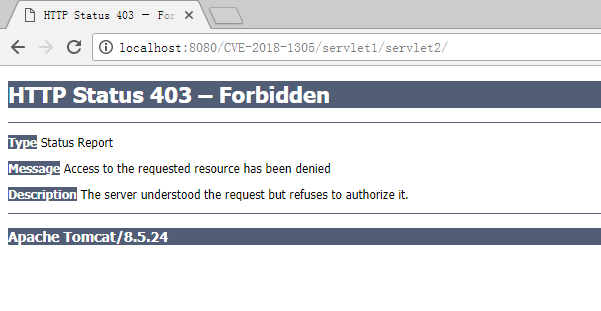 HTTP Status 403 – For
localhost:8080/CVE-2018-1305/servlet1/servlet2/
HTTP Status 403 – Forbidden
Type Status Report
Message Access to the requested resource has been denied
Description The server understood the request but refuses to authorize it.
Apache Tomcat/8.5.24